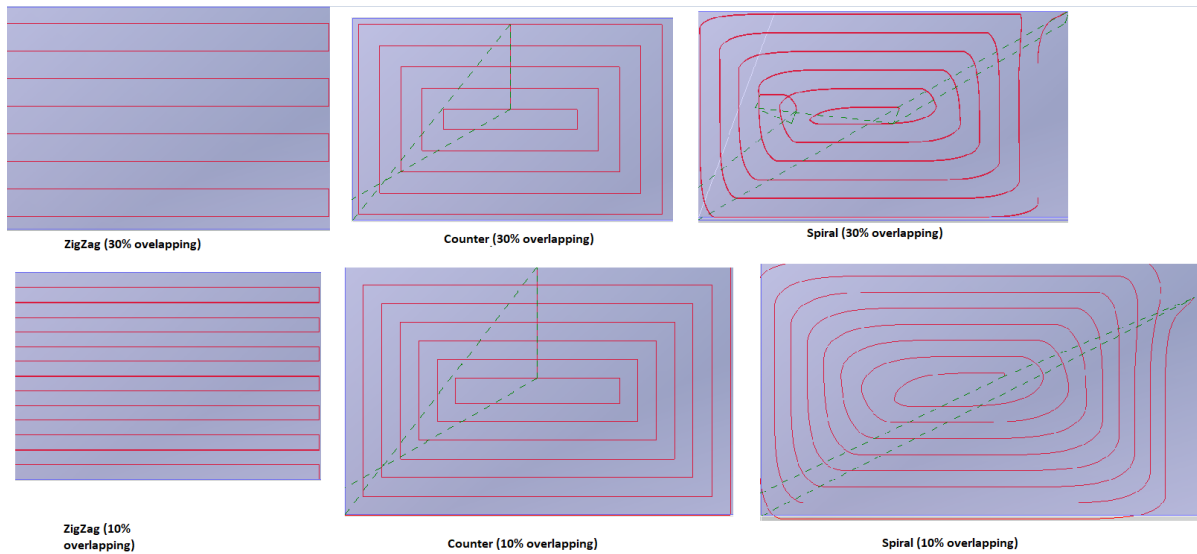 ZigZag (30% ovelapping)
Counter (30% overlapping)
Spiral (30% overlapping)
ZigZag (10%
overlapping)
Counter (10% overlapping)
Spiral (10% overlapping)